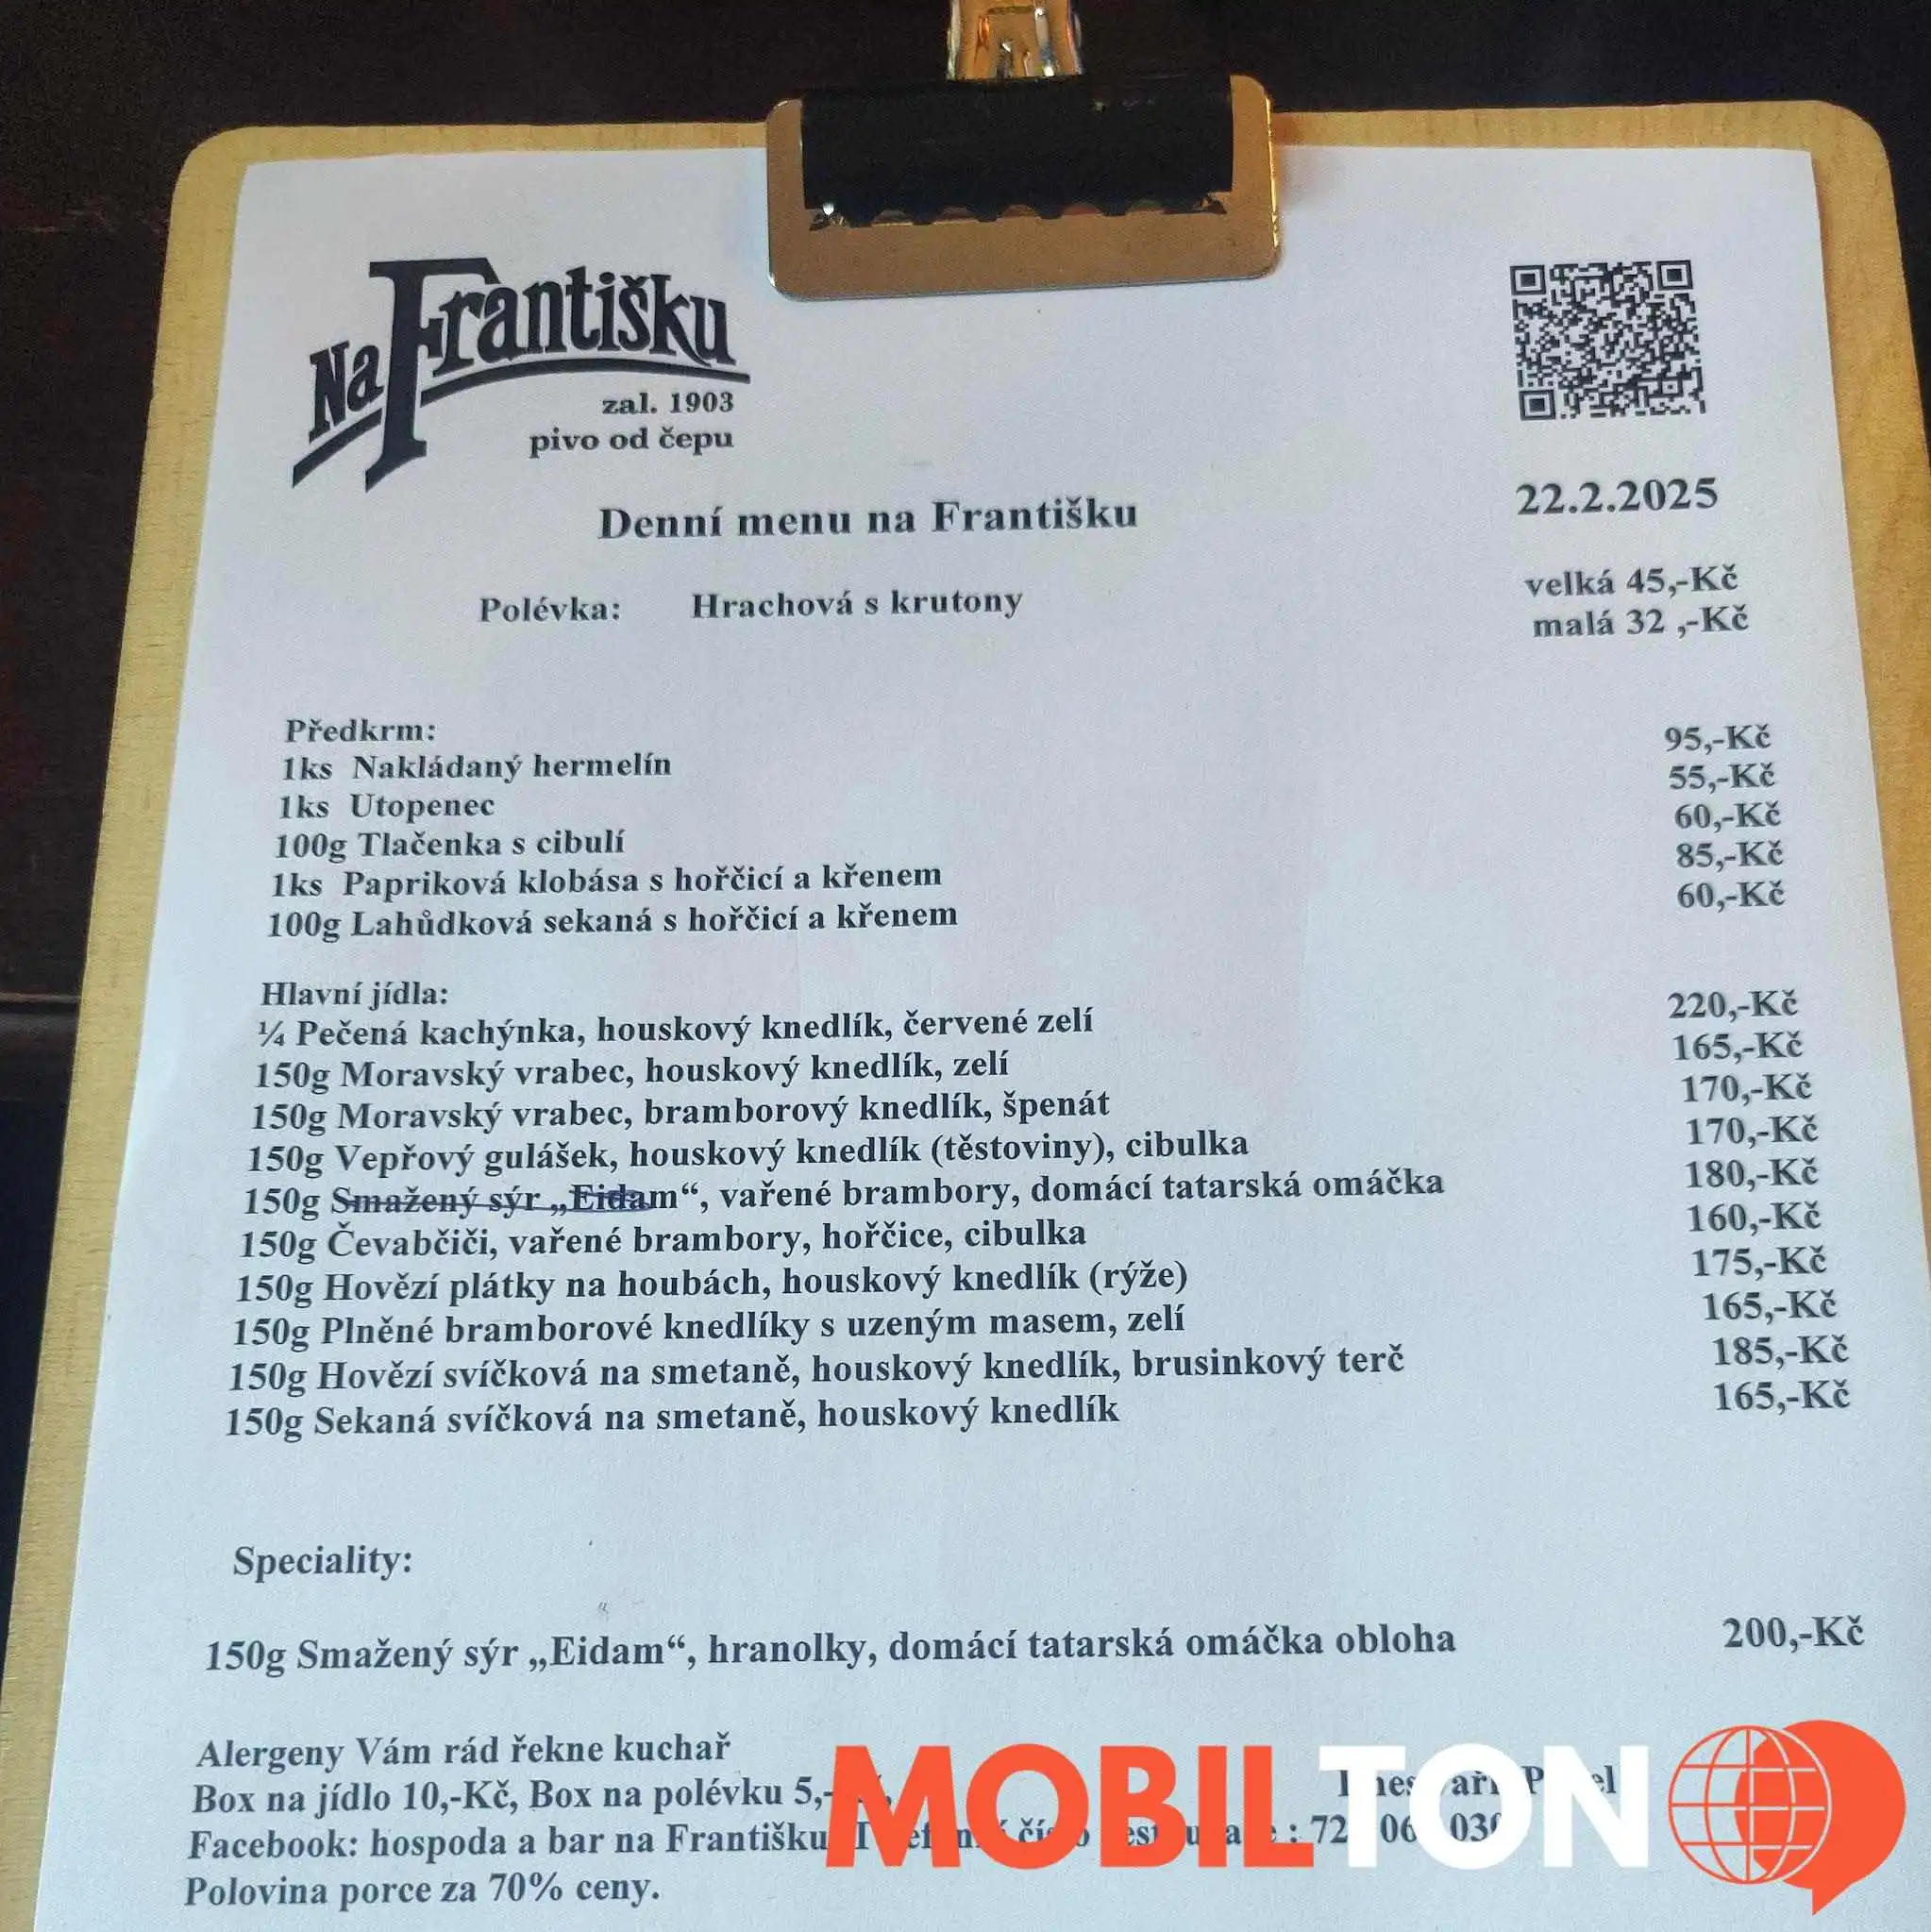 Na Františku
zal. 1903
pivo od čepu
22.2.2025
Denní menu na Františku
Polévka: Hrachová s krutony velká 45,-Kč
malá 32 ,-Kč
Předkrm:
1ks Nakládaný hermelín 95,-Kč
1ks Utopenec 55,-Kč
100g Tlačenka s cibulí 60,-Kč
1ks Papriková klobása s hořčicí a křenem 85,-Kč
100g Lahůdková sekaná s hořčicí a křenem 60,-Kč
Hlavní jídla:
¼ Pečená kachýnka, houskový knedlík, červené zelí 220,-Kč
150g Moravský vrabec, houskový knedlík, zelí 165,-Kč
150g Moravský vrabec, bramborový knedlík, špenát 170,-Kč
150g Vepřový gulášek, houskový knedlík (těstoviny), cibulka 170,-Kč
150g Smažený sýr „Eidam“, vařené brambory, domácí tatarská omáčka 180,-Kč
150g Čevabčiči, vařené brambory, hořčice, cibulka 160,-Kč
150g Hovězí plátky na houbách, houskový knedlík (rýže) 175,-Kč
150g Plněné bramborové knedlíky s uzeným masem, zelí 165,-Kč
150g Hovězí svíčková na smetaně, houskový knedlík, brusinkový terč 185,-Kč
150g Sekaná svíčková na smetaně, houskový knedlík 165,-Kč
Speciality:
150g Smažený sýr „Eidam“, hranolky, domácí tatarská omáčka obloha 200,-Kč
Alergeny Vám rád řekne kuchař
Box na jídlo 10,-Kč, Box na polévku 5,-
Facebook: hospoda a bar na Františku
Polovina porce za 70% ceny.
MOBILTON